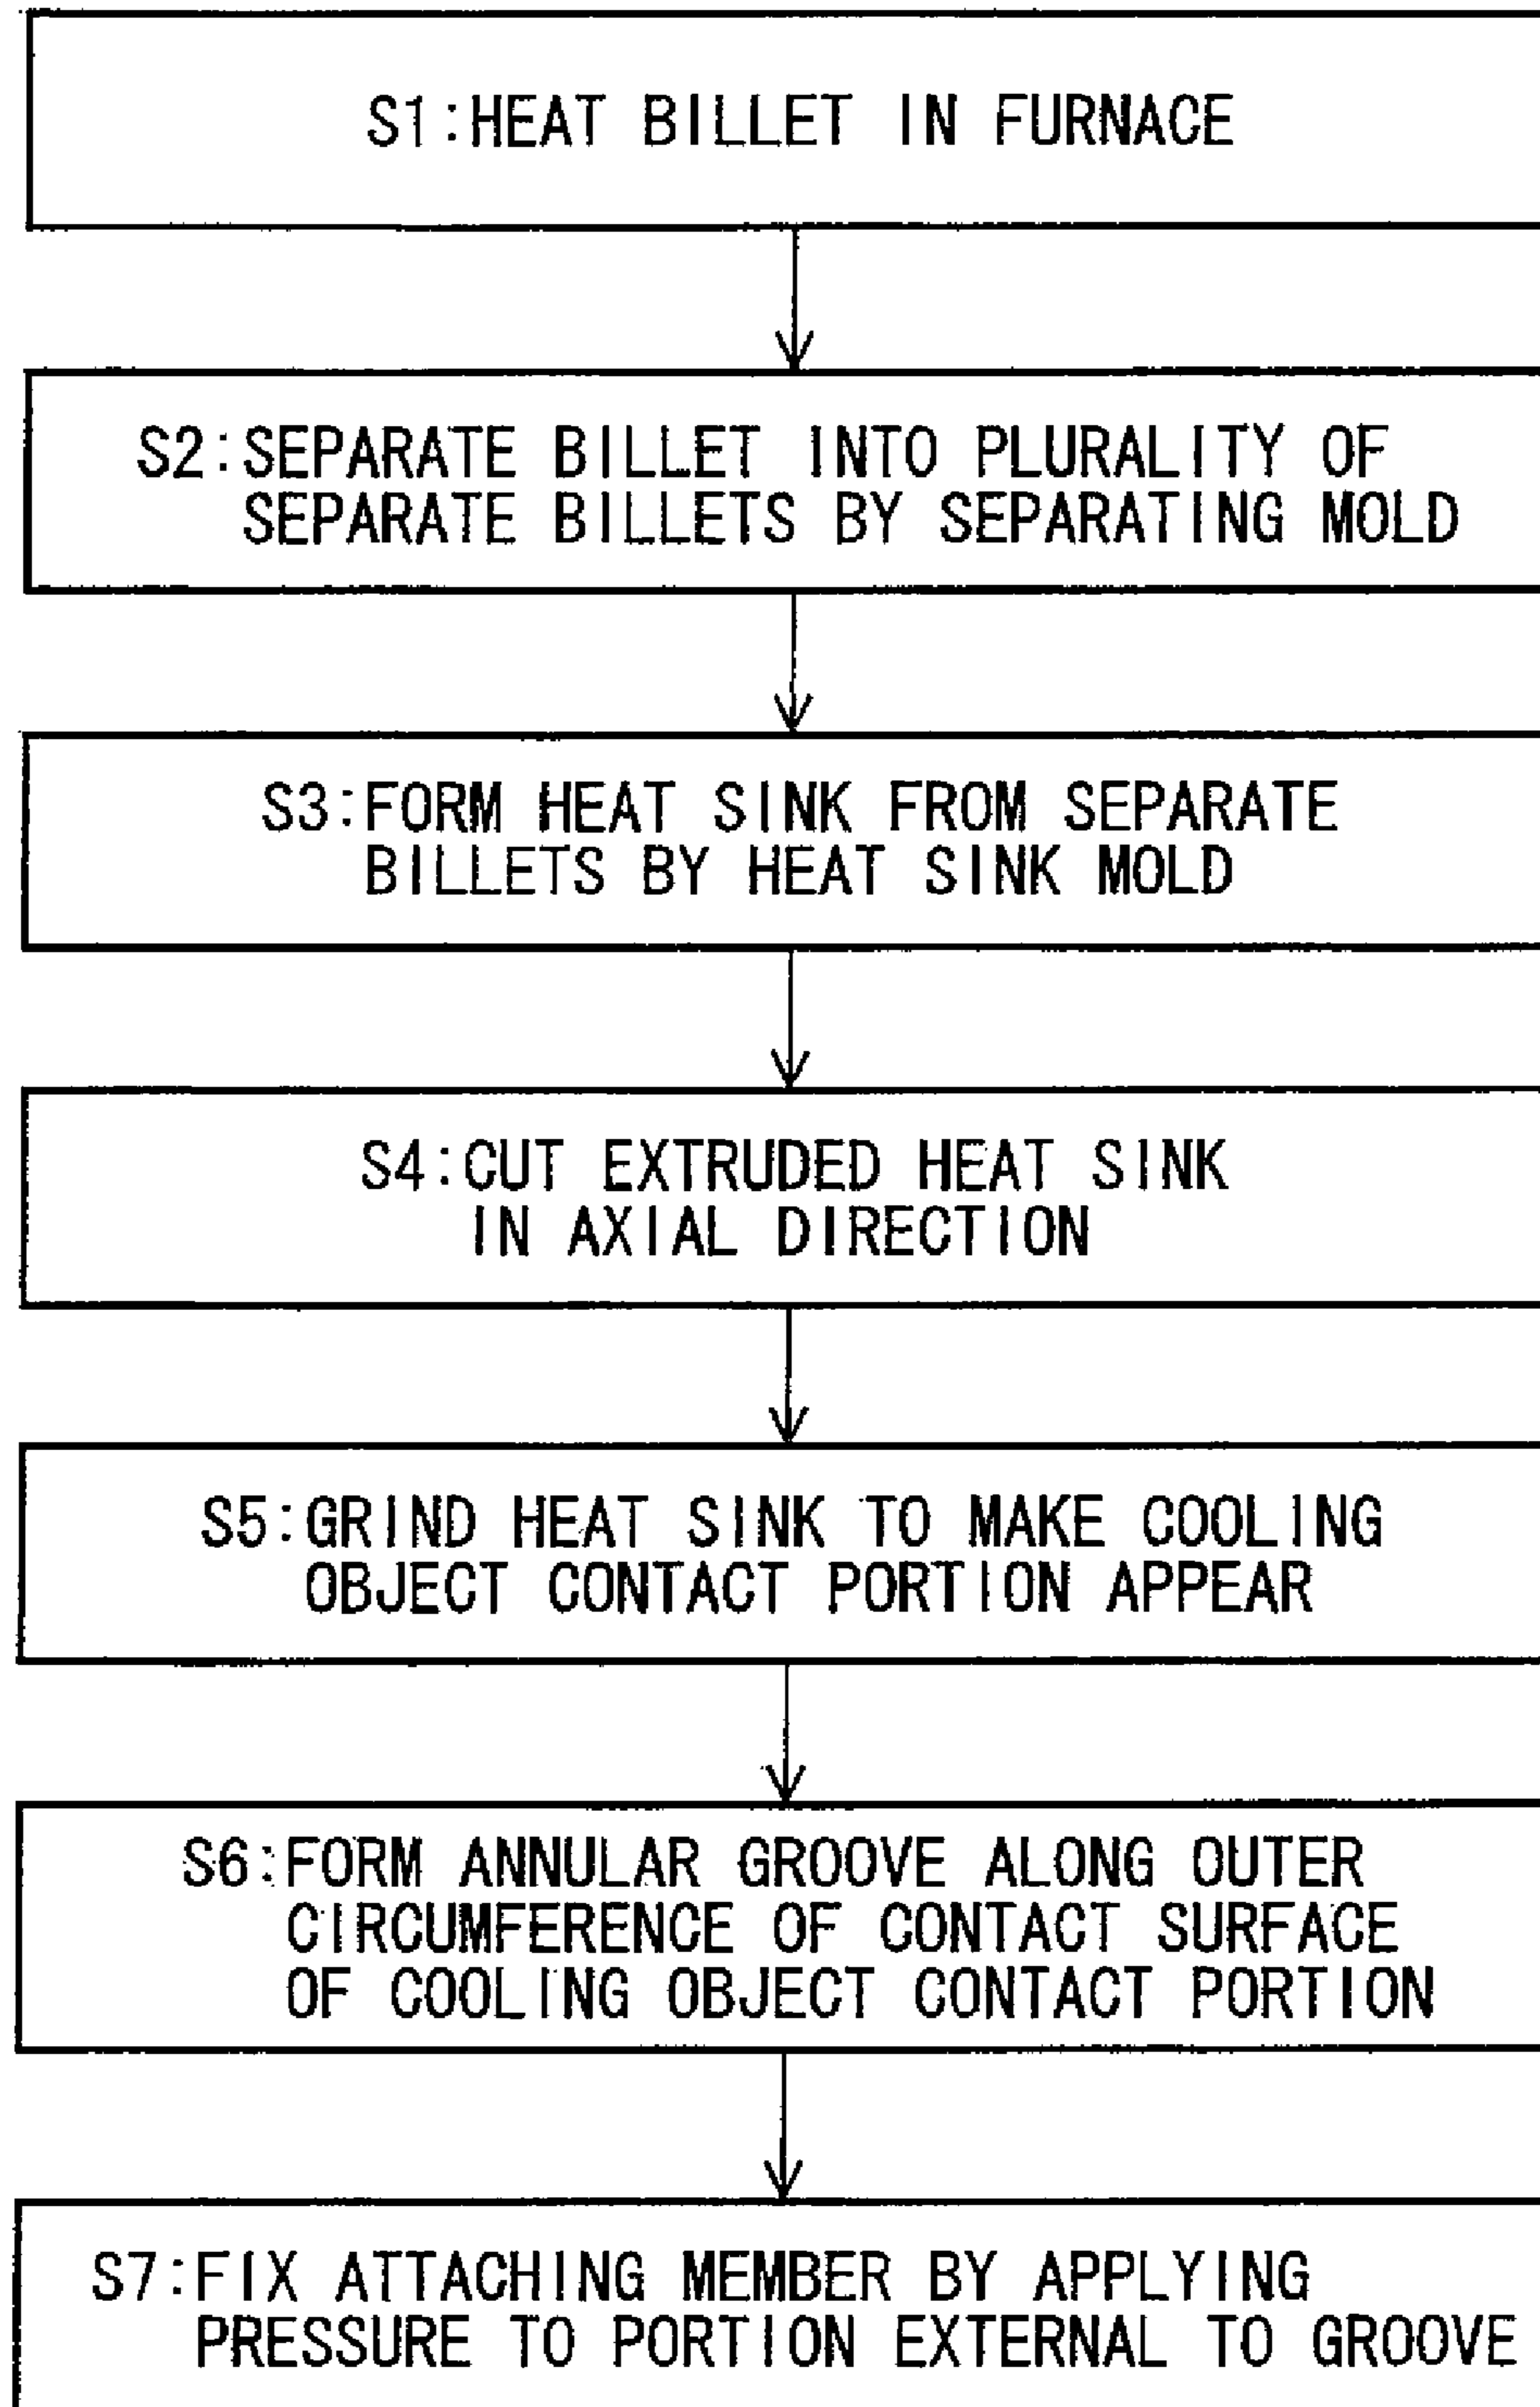 S1:HEAT BILLET IN FURNACE
S2:SEPARATE BILLET INTO PLURALITY OF
SEPARATE BILLETS BY SEPARATING MOLD
S3:FORM HEAT SINK FROM SEPARATE
BILLETS BY HEAT SINK MOLD
S4:CUT EXTRUDED HEAT SINK
IN AXIAL DIRECTION
S5:GRIND HEAT SINK TO MAKE COOLING
OBJECT CONTACT PORTION APPEAR
S6:FORM ANNULAR GROOVE ALONG OUTER
CIRCUMFERENCE OF CONTACT SURFACE
OF COOLING OBJECT CONTACT PORTION
S7:FIX ATTACHING MEMBER BY APPLYING
PRESSURE TO PORTION EXTERNAL TO GROOVE